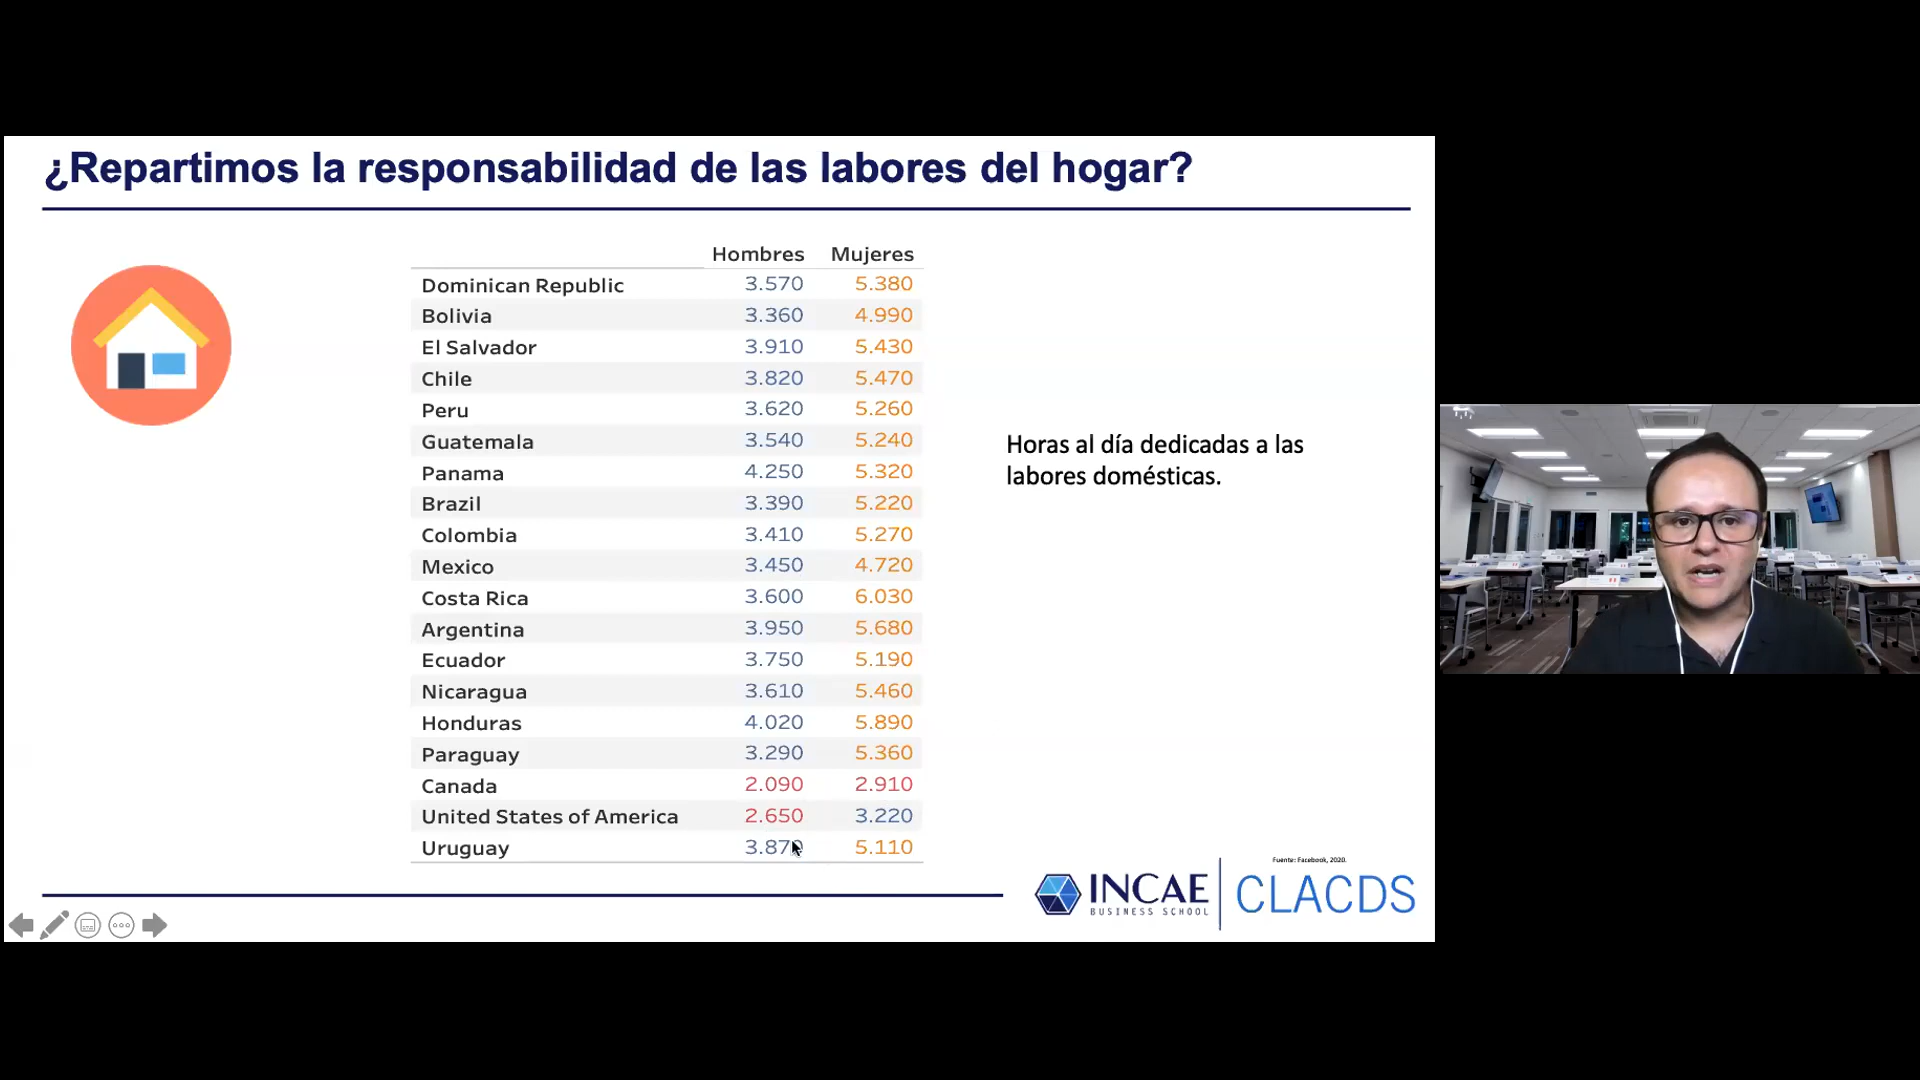 ¿Repartimos la responsabilidad de las labores del hogar?
Hombres Mujeres
Dominican Republic 3.570 5.380
Bolivia 3.360 4.990
El Salvador 3.910 5.430
Chile 3.820 5.470
Peru 3.620 5.260
Guatemala 3.540 5.240
Panama 4.250 5.320
Brazil 3.390 5.220
Colombia 3.410 5.270
Mexico 3.450 4.720
Costa Rica 3.600 6.030
Argentina 3.950 5.680
Ecuador 3.750 5.190
Nicaragua 3.610 5.460
Honduras 4.020 5.890
Paraguay 3.290 5.360
Canada 2.090 2.910
United States of America 2.650 3.220
Uruguay 3.870 5.110
Horas al día dedicadas a las
labores domésticas.
Fuente: Facebook, 2020.
INCAE
BUSINESS SCHOOL
CLACDS